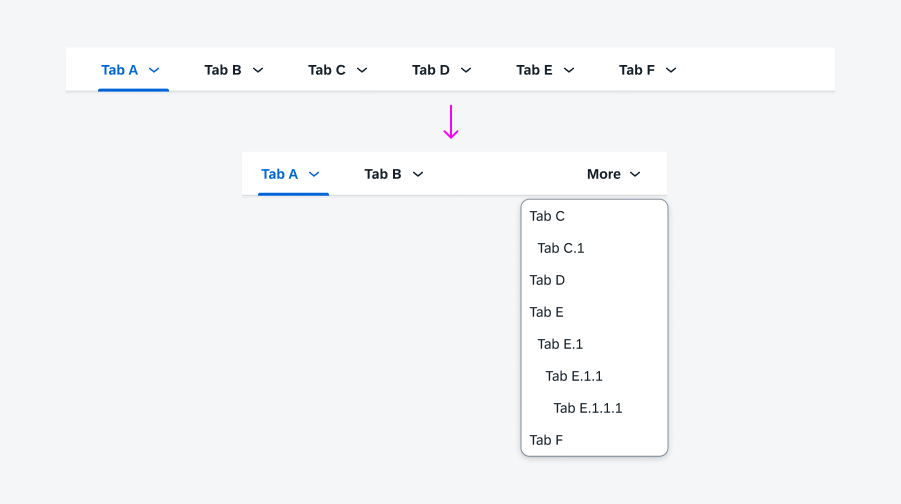 Tab A Tab B Tab C Tab D Tab E Tab F
Tab A Tab B More
Tab C
Tab C.1
Tab D
Tab E
Tab E.1
Tab E.1.1
Tab E.1.1.1
Tab F